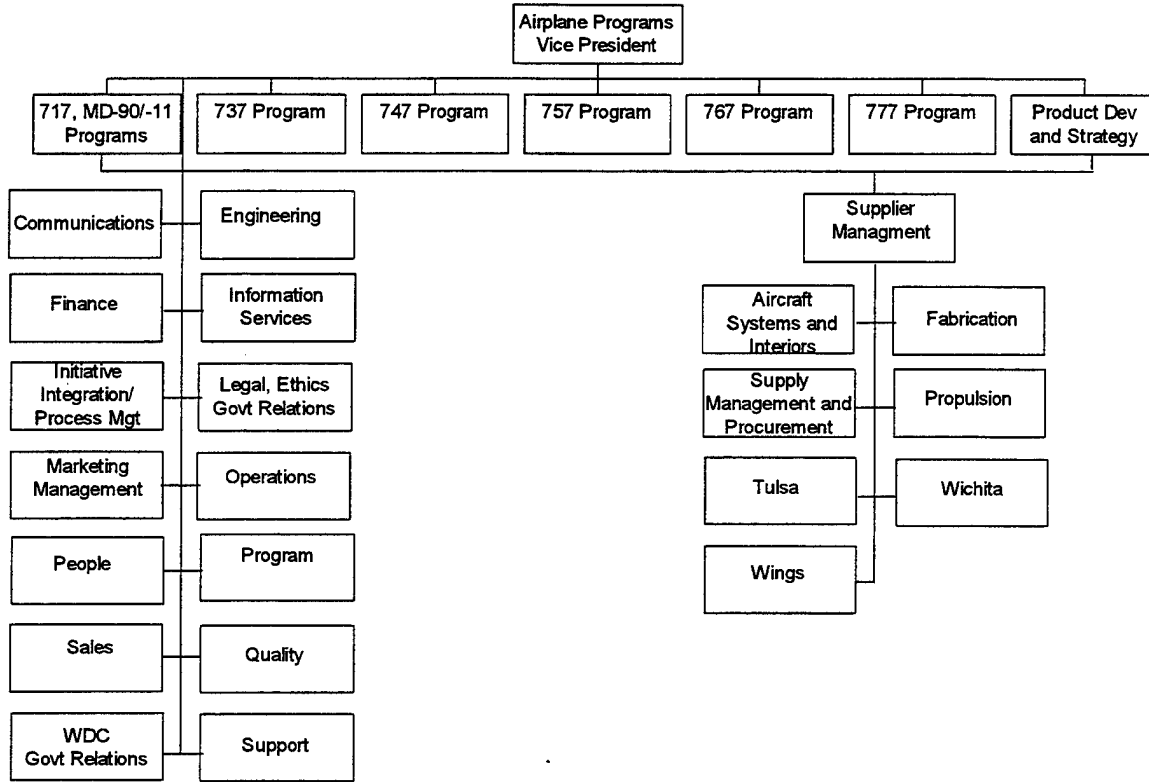 Airplane Programs
Vice President
717, MD-90/-11
Programs
737 Program
747 Program
757 Program
767 Program
777 Program
Product Dev
and Strategy
Communications
Engineering
Supplier
Managment
Finance
Information
Services
Aircraft
Systems and
Interiors
Fabrication
Initiative
Integration/
Process Mgt
Legal, Ethics
Govt Relations
Supply
Management and
Procurement
Propulsion
Marketing
Management
Operations
Tulsa
Wichita
People
Program
Wings
Sales
Quality
WDC
Govt Relations
Support